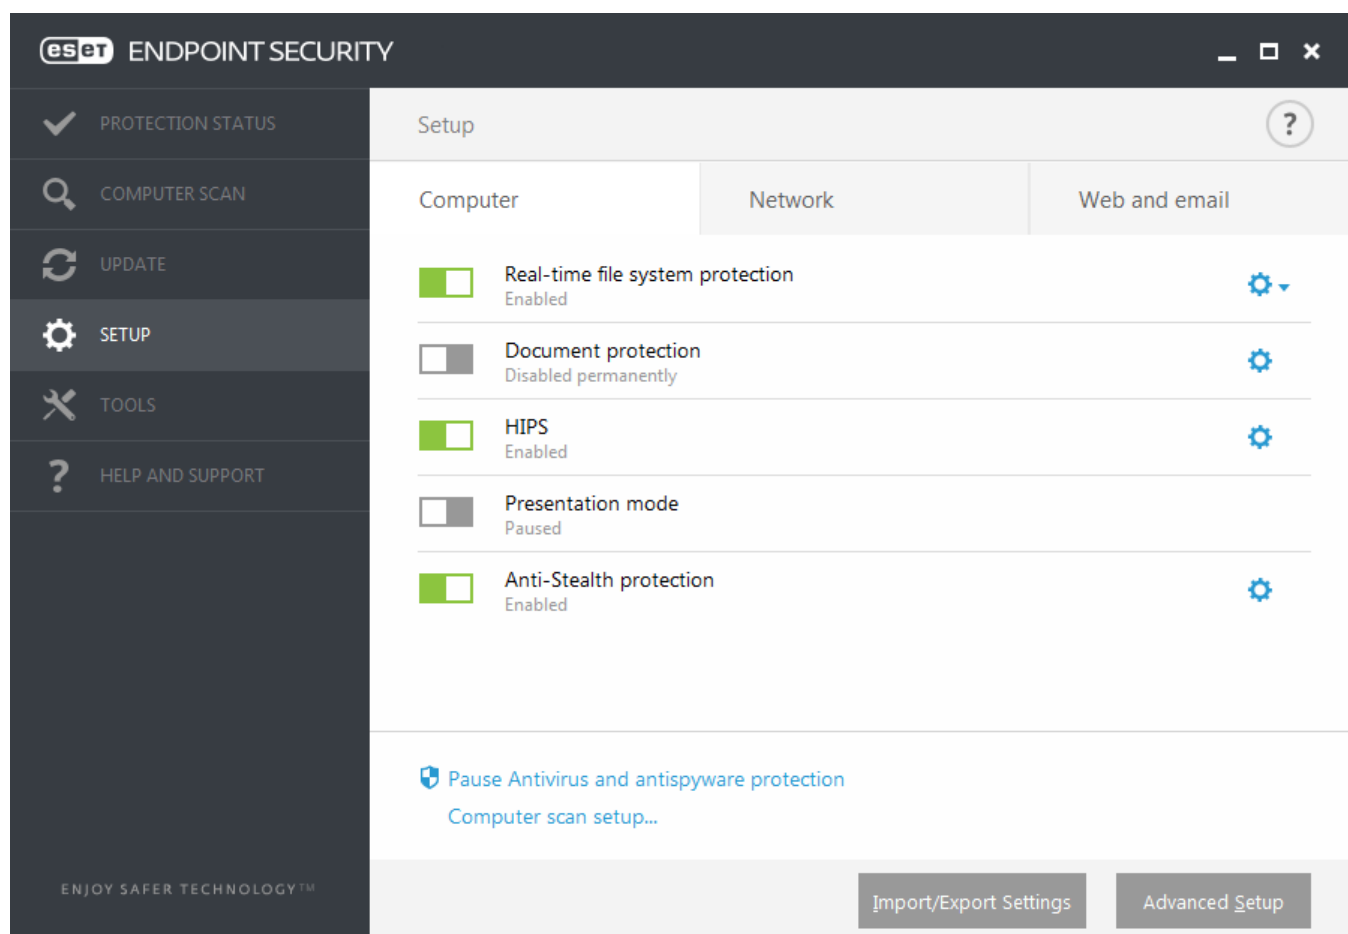 eset ENDPOINT SECURITY
PROTECTION STATUS
COMPUTER SCAN
UPDATE
SETUP
TOOLS
HELP AND SUPPORT
ENJOY SAFER TECHNOLOGY™
Setup
?
Computer
Network
Web and email
Real-time file system protection
Enabled
Document protection
Disabled permanently
HIPS
Enabled
Presentation mode
Paused
Anti-Stealth protection
Enabled
Pause Antivirus and antispyware protection
Computer scan setup...
Import/Export Settings
Advanced Setup